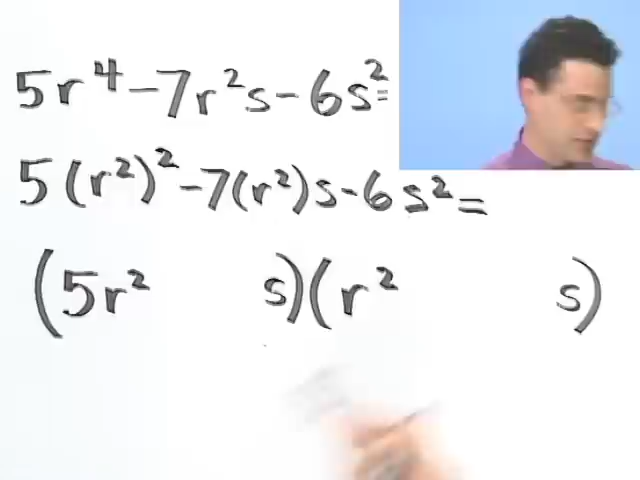 5r⁴ - 7r²s - 6s² =
5(r²)² - 7(r²)s - 6s² =
(5r² s)(r² s)